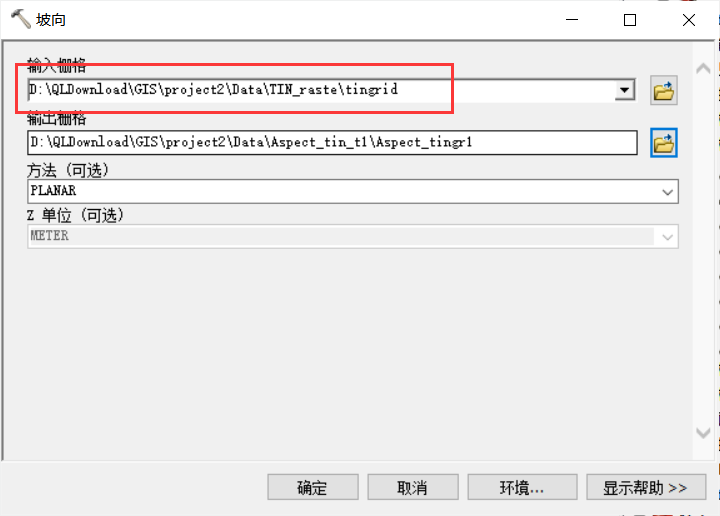 坡向
输入栅格
D:\QLDownload\GIS\project2\Data\TIN_raste\tingrid
输出栅格
D:\QLDownload\GIS\project2\Data\Aspect_tin_t1\Aspect_tingr1
方法 (可选)
PLANAR
Z 单位 (可选)
METER
确定 取消 环境... 显示帮助 >>